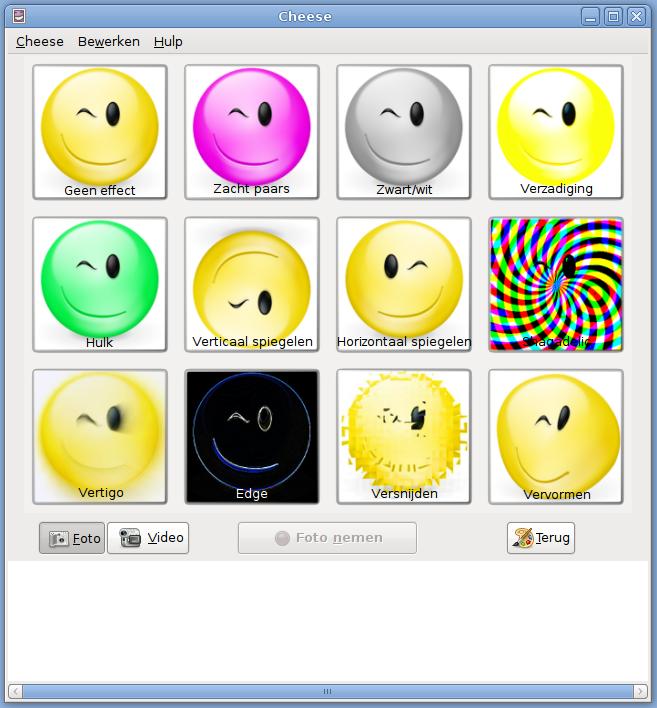 Cheese
Cheese Bewerken Hulp
Geen effect Zacht paars Zwart/wit Verzadiging
Hulk Verticaal spiegelen Horizontaal spiegelen Shagadelic
Vertigo Edge Versnijden Vervormen
Foto Video Foto nemen Terug